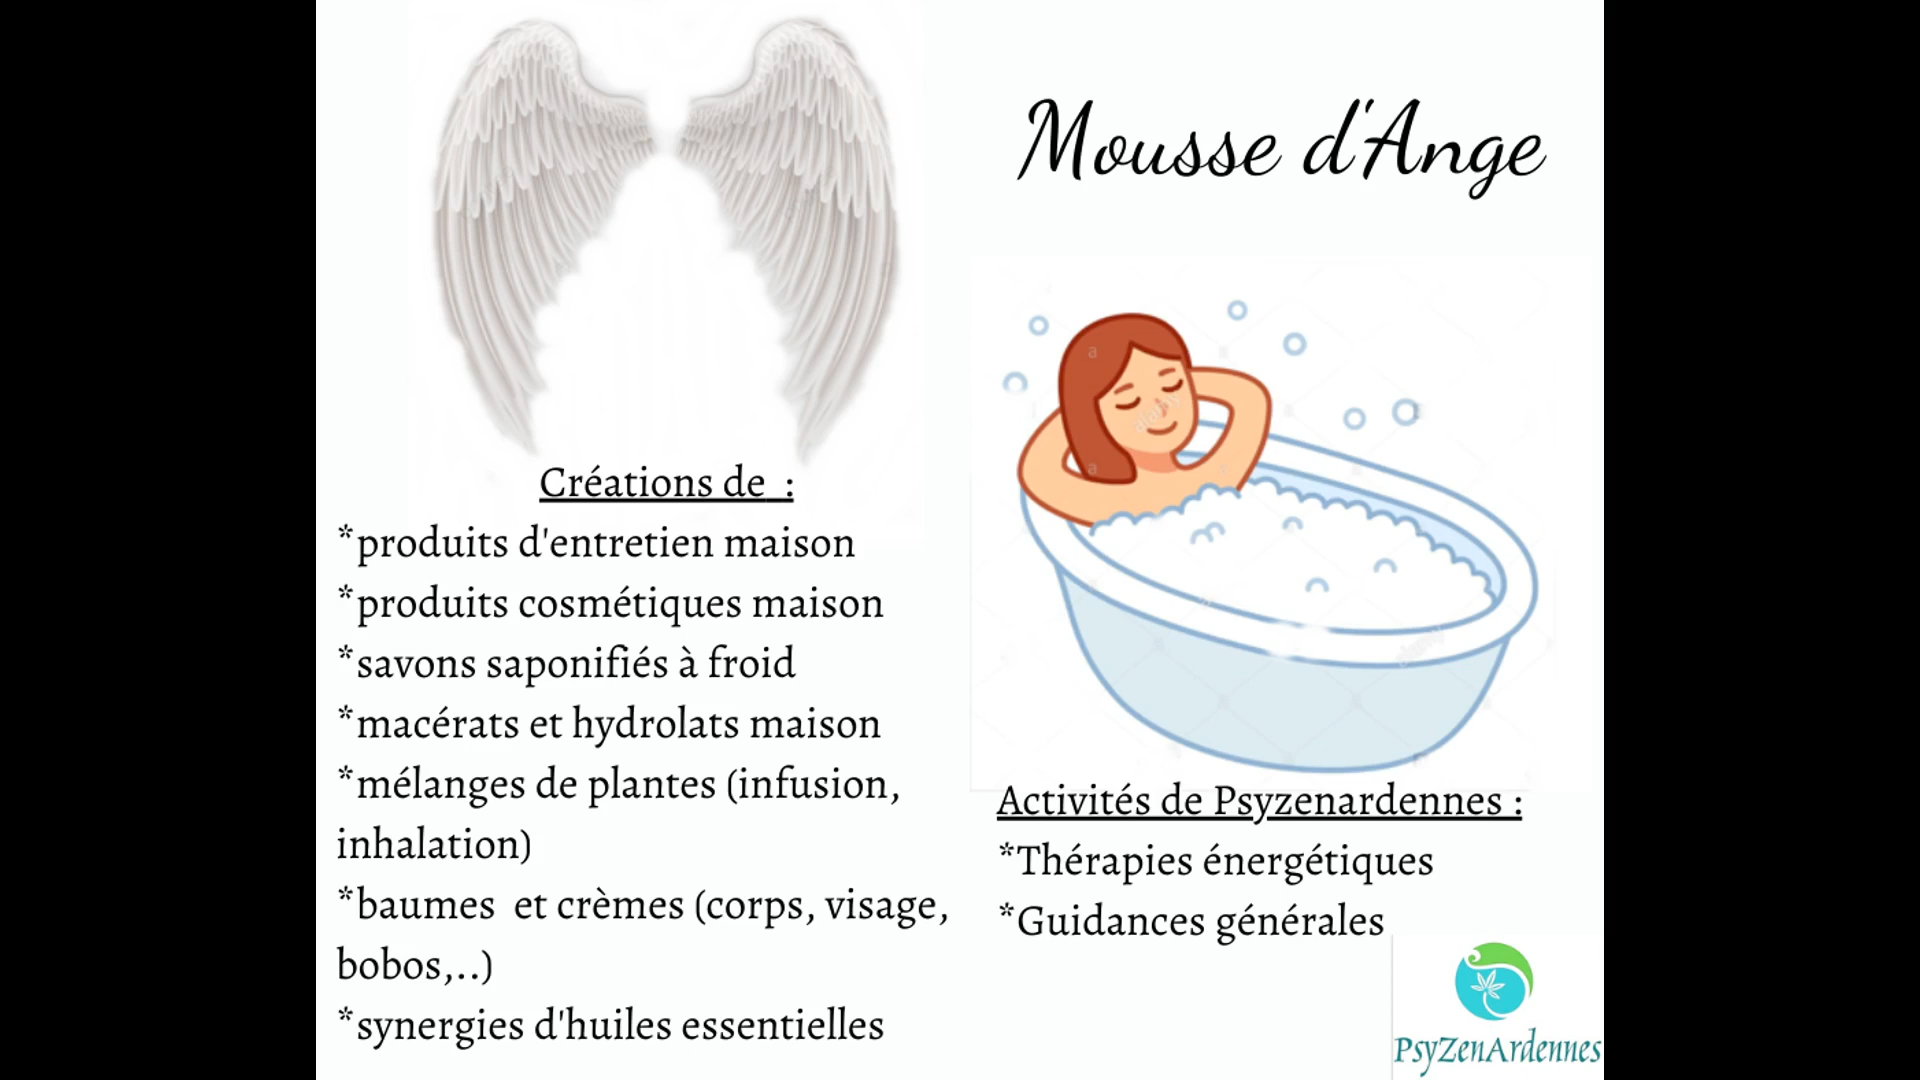 Mousse d'Ange
Créations de  :
*produits d'entretien maison
*produits cosmétiques maison
*savons saponifiés à froid
*macérats et hydrolats maison
*mélanges de plantes (infusion,
inhalation)
*baumes  et crèmes (corps, visage,
bobos,..)
*synergies d'huiles essentielles
Activités de Psyzenardennes :
*Thérapies énergétiques
*Guidances générales
PsyZenArdennes